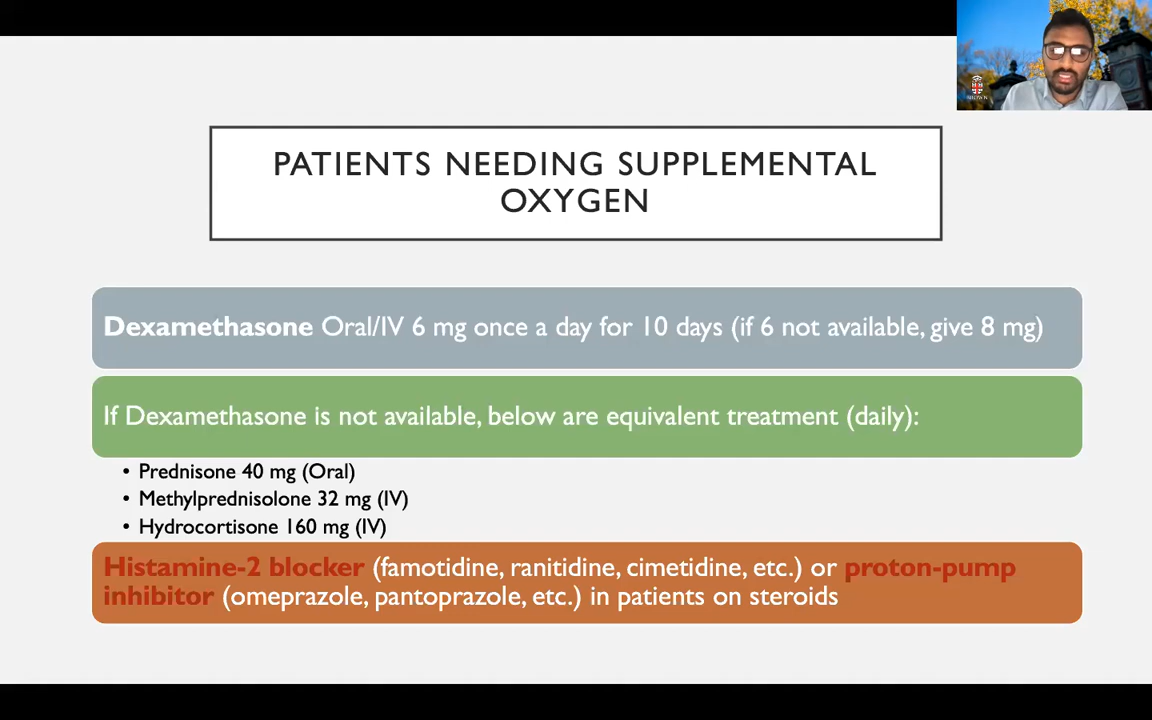 PATIENTS NEEDING SUPPLEMENTAL
OXYGEN
Dexamethasone Oral/IV 6 mg once a day for 10 days (if 6 not available, give 8 mg)
If Dexamethasone is not available, below are equivalent treatment (daily):
• Prednisone 40 mg (Oral)
• Methylprednisolone 32 mg (IV)
• Hydrocortisone 160 mg (IV)
Histamine-2 blocker (famotidine, ranitidine, cimetidine, etc.) or proton-pump
inhibitor (omeprazole, pantoprazole, etc.) in patients on steroids